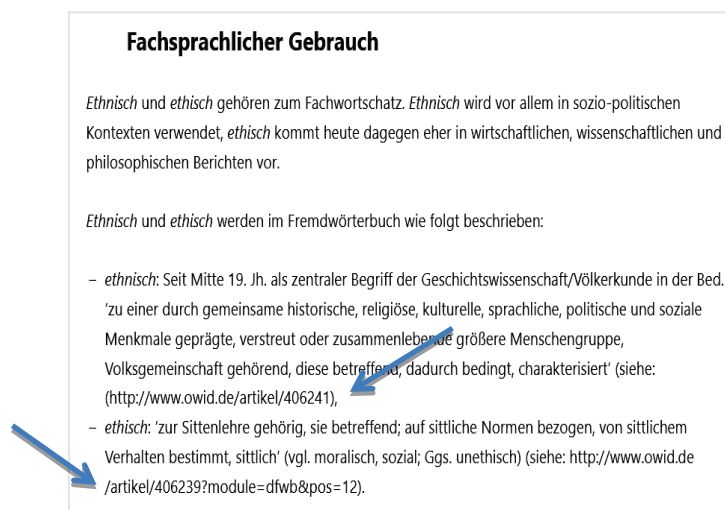 Fachsprachlicher Gebrauch
Ethnisch und ethisch gehören zum Fachwortschatz. Ethnisch wird vor allem in sozio-politischen
Kontexten verwendet, ethisch kommt heute dagegen eher in wirtschaftlichen, wissenschaftlichen und
philosophischen Berichten vor.
Ethnisch und ethisch werden im Fremdwörterbuch wie folgt beschrieben:
– ethnisch: Seit Mitte 19. Jh. als zentraler Begriff der Geschichtswissenschaft/Völkerkunde in der Bed.
'zu einer durch gemeinsame historische, religiöse, kulturelle, sprachliche, politische und soziale
Menkmale geprägte, verstreut oder zusammenlebende größere Menschengruppe,
Volksgemeinschaft gehörend, diese betreffend, dadurch bedingt, charakterisiert' (siehe:
(http://www.owid.de/artikel/406241),
– ethisch: 'zur Sittenlehre gehörig, sie betreffend; auf sittliche Normen bezogen, von sittlichem
Verhalten bestimmt, sittlich' (vgl. moralisch, sozial; Ggs. unethisch) (siehe: http://www.owid.de
/artikel/406239?module=dfwb&pos=12).